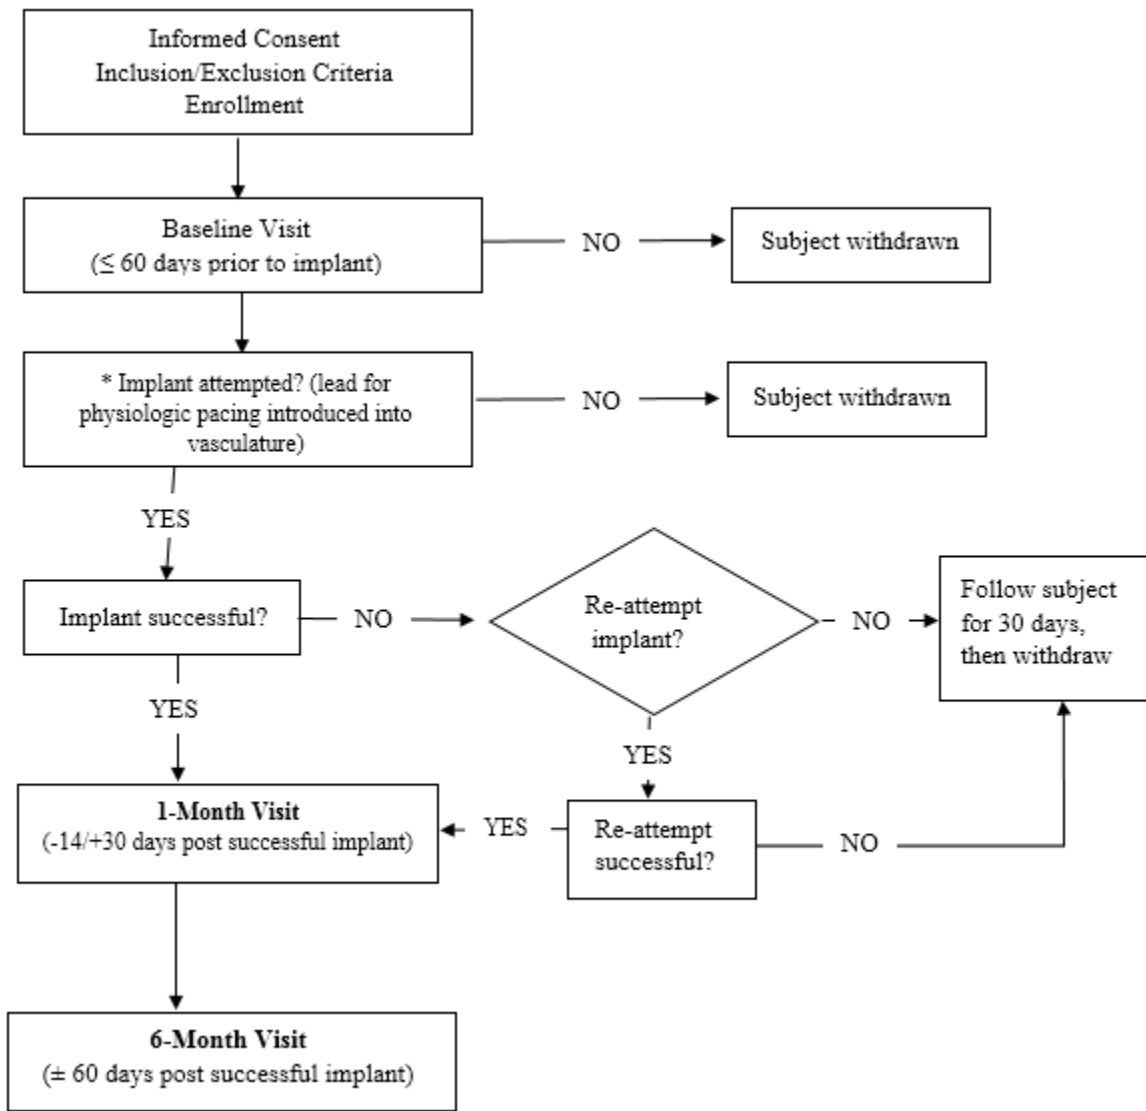 Informed Consent
Inclusion/Exclusion Criteria
Enrollment
Baseline Visit
(≤ 60 days prior to implant)
NO
Subject withdrawn
* Implant attempted? (lead for
physiologic pacing introduced into
vasculature)
NO
Subject withdrawn
YES
Implant successful?
NO
Re-attempt
implant?
NO
Follow subject
for 30 days,
then withdraw
YES
YES
1-Month Visit
(-14/+30 days post successful implant)
YES
Re-attempt
successful?
NO
6-Month Visit
(± 60 days post successful implant)